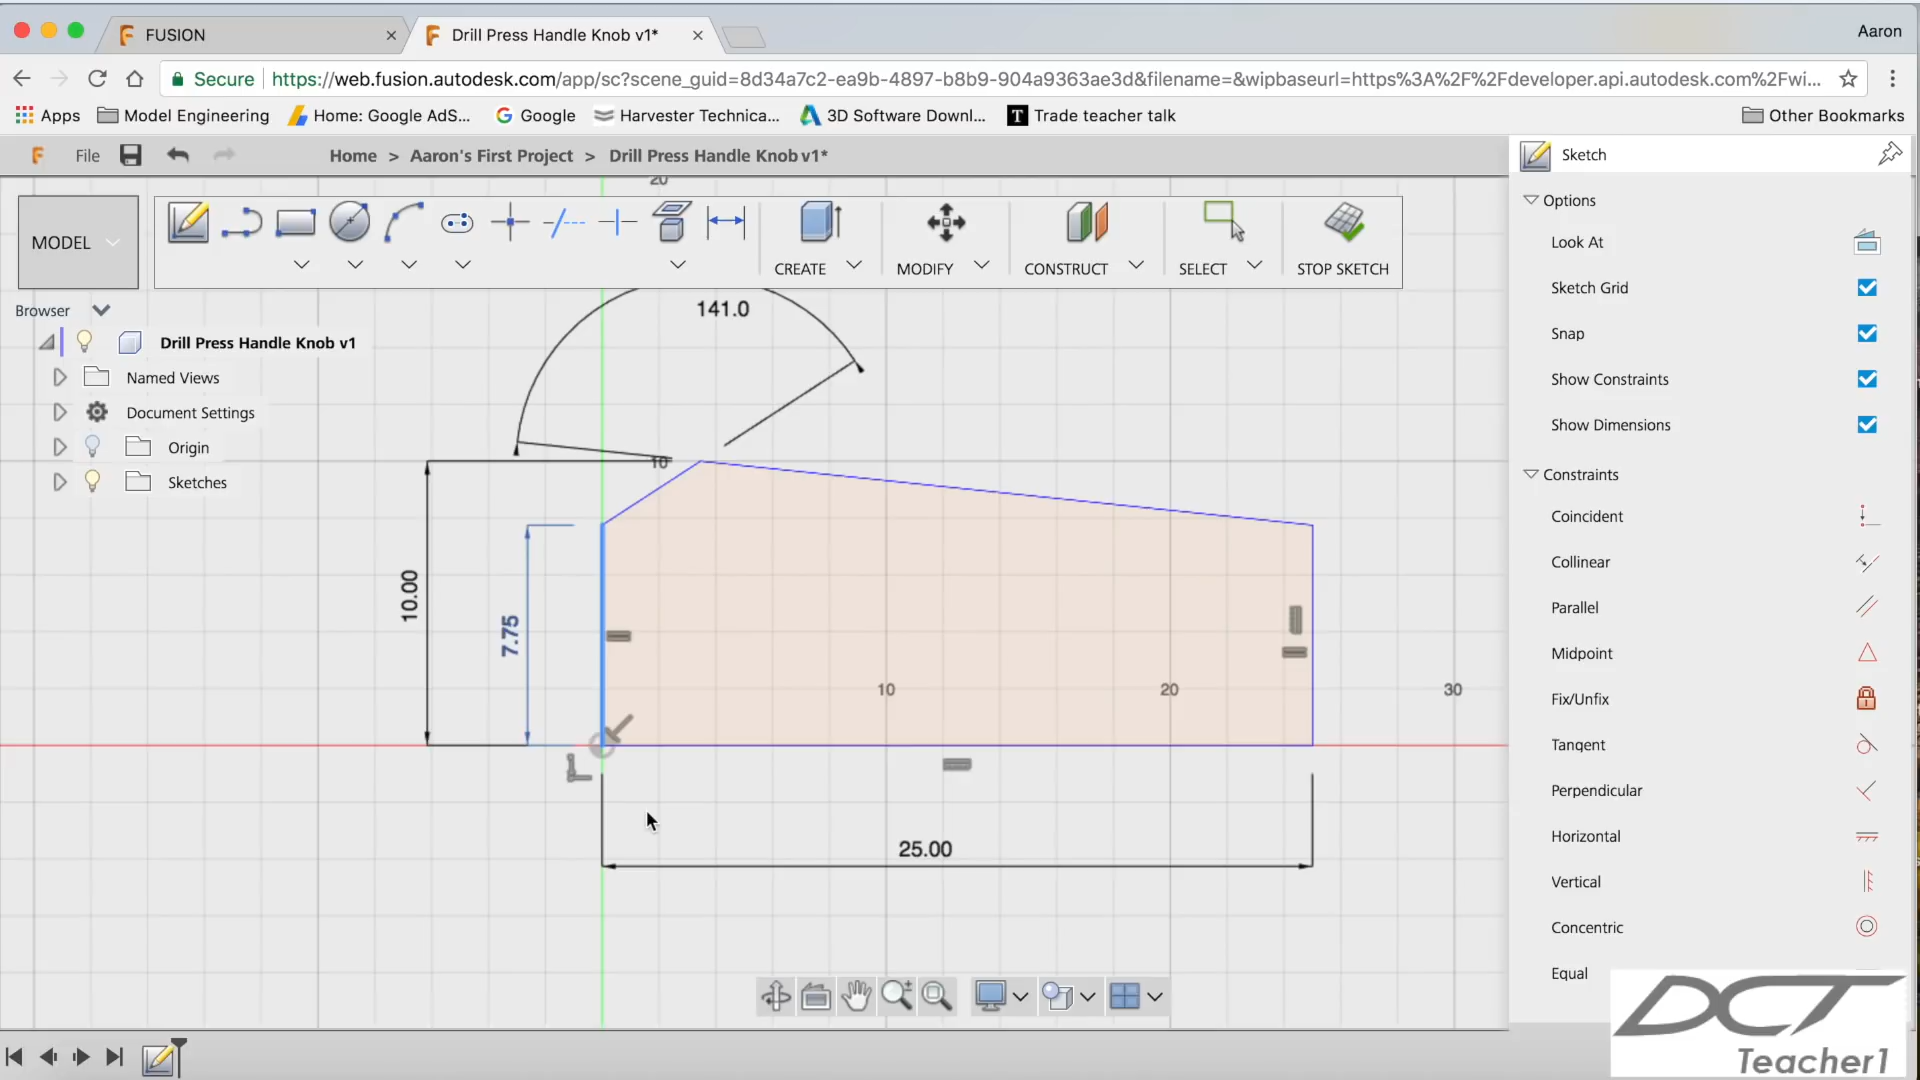 FUSION
Drill Press Handle Knob v1*
Aaron
Secure
https://web.fusion.autodesk.com/app/sc?scene_guid=8d34a7c2-ea9b-4897-b8b9-904a9363ae3d&filename=&wipbaseurl=https%3A%2F%2Fdeveloper.api.autodesk.com%2Fwi...
Apps
Model Engineering
Home: Google AdS...
Google
Harvester Technica...
3D Software Downl...
Trade teacher talk
Other Bookmarks
File
Home > Aaron's First Project > Drill Press Handle Knob v1*
Sketch
MODEL
CREATE
MODIFY
CONSTRUCT
SELECT
STOP SKETCH
Browser
Drill Press Handle Knob v1
Named Views
Document Settings
Origin
Sketches
20
141.0
10
10.00
7.75
10
20
30
25.00
Options
Look At
Sketch Grid
Snap
Show Constraints
Show Dimensions
Constraints
Coincident
Collinear
Parallel
Midpoint
Fix/Unfix
Tangent
Perpendicular
Horizontal
Vertical
Concentric
Equal
DCT
Teacher1